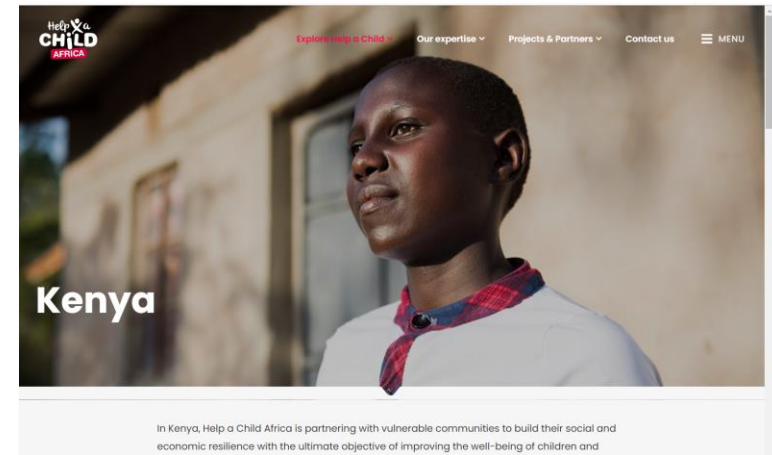 Help a
CHiLD
AFRICA
Explore Help a Child
Our expertise
Projects & Partners
Contact us
MENU
Kenya
In Kenya, Help a Child Africa is partnering with vulnerable communities to build their social and
economic resilience with the ultimate objective of improving the well-being of children and